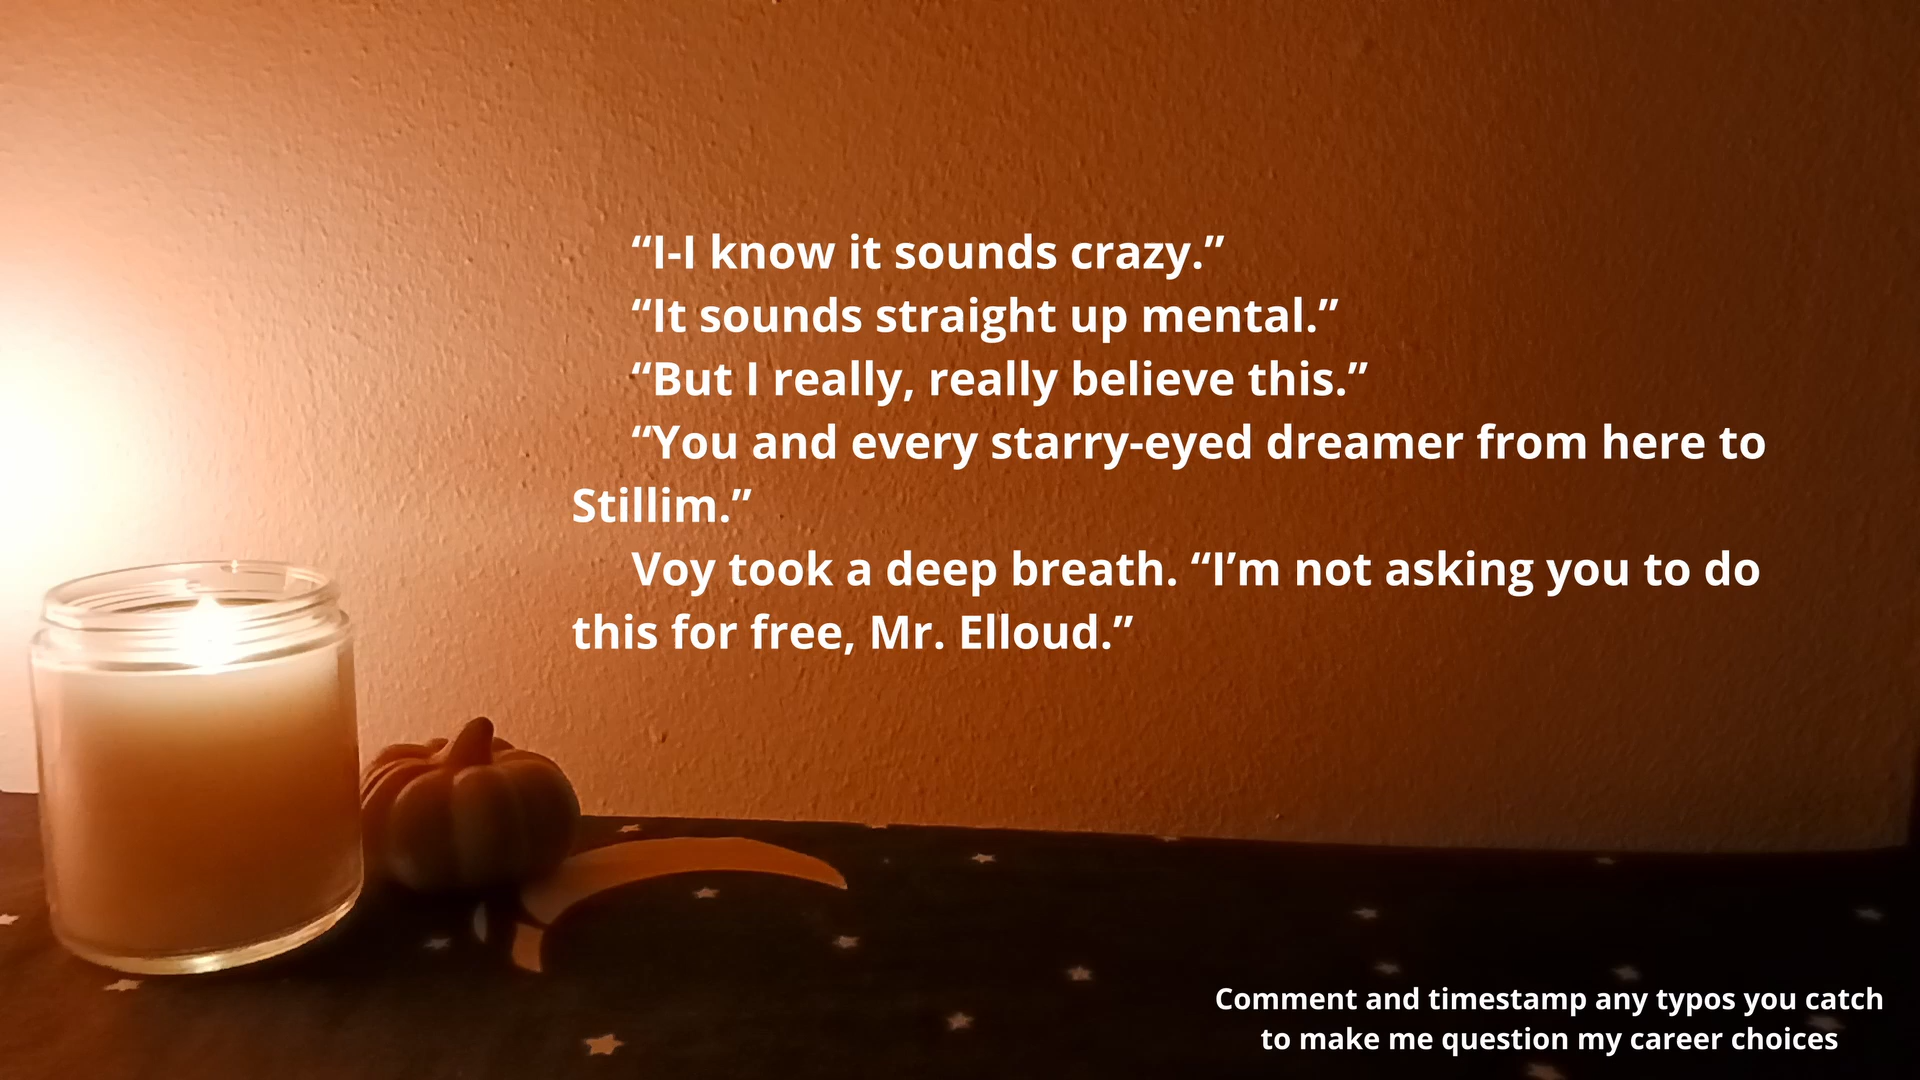 “I-I know it sounds crazy.”
“It sounds straight up mental.”
“But I really, really believe this.”
“You and every starry-eyed dreamer from here to
Stillim.”
Voy took a deep breath. “I’m not asking you to do
this for free, Mr. Elloud.”
Comment and timestamp any typos you catch
to make me question my career choices